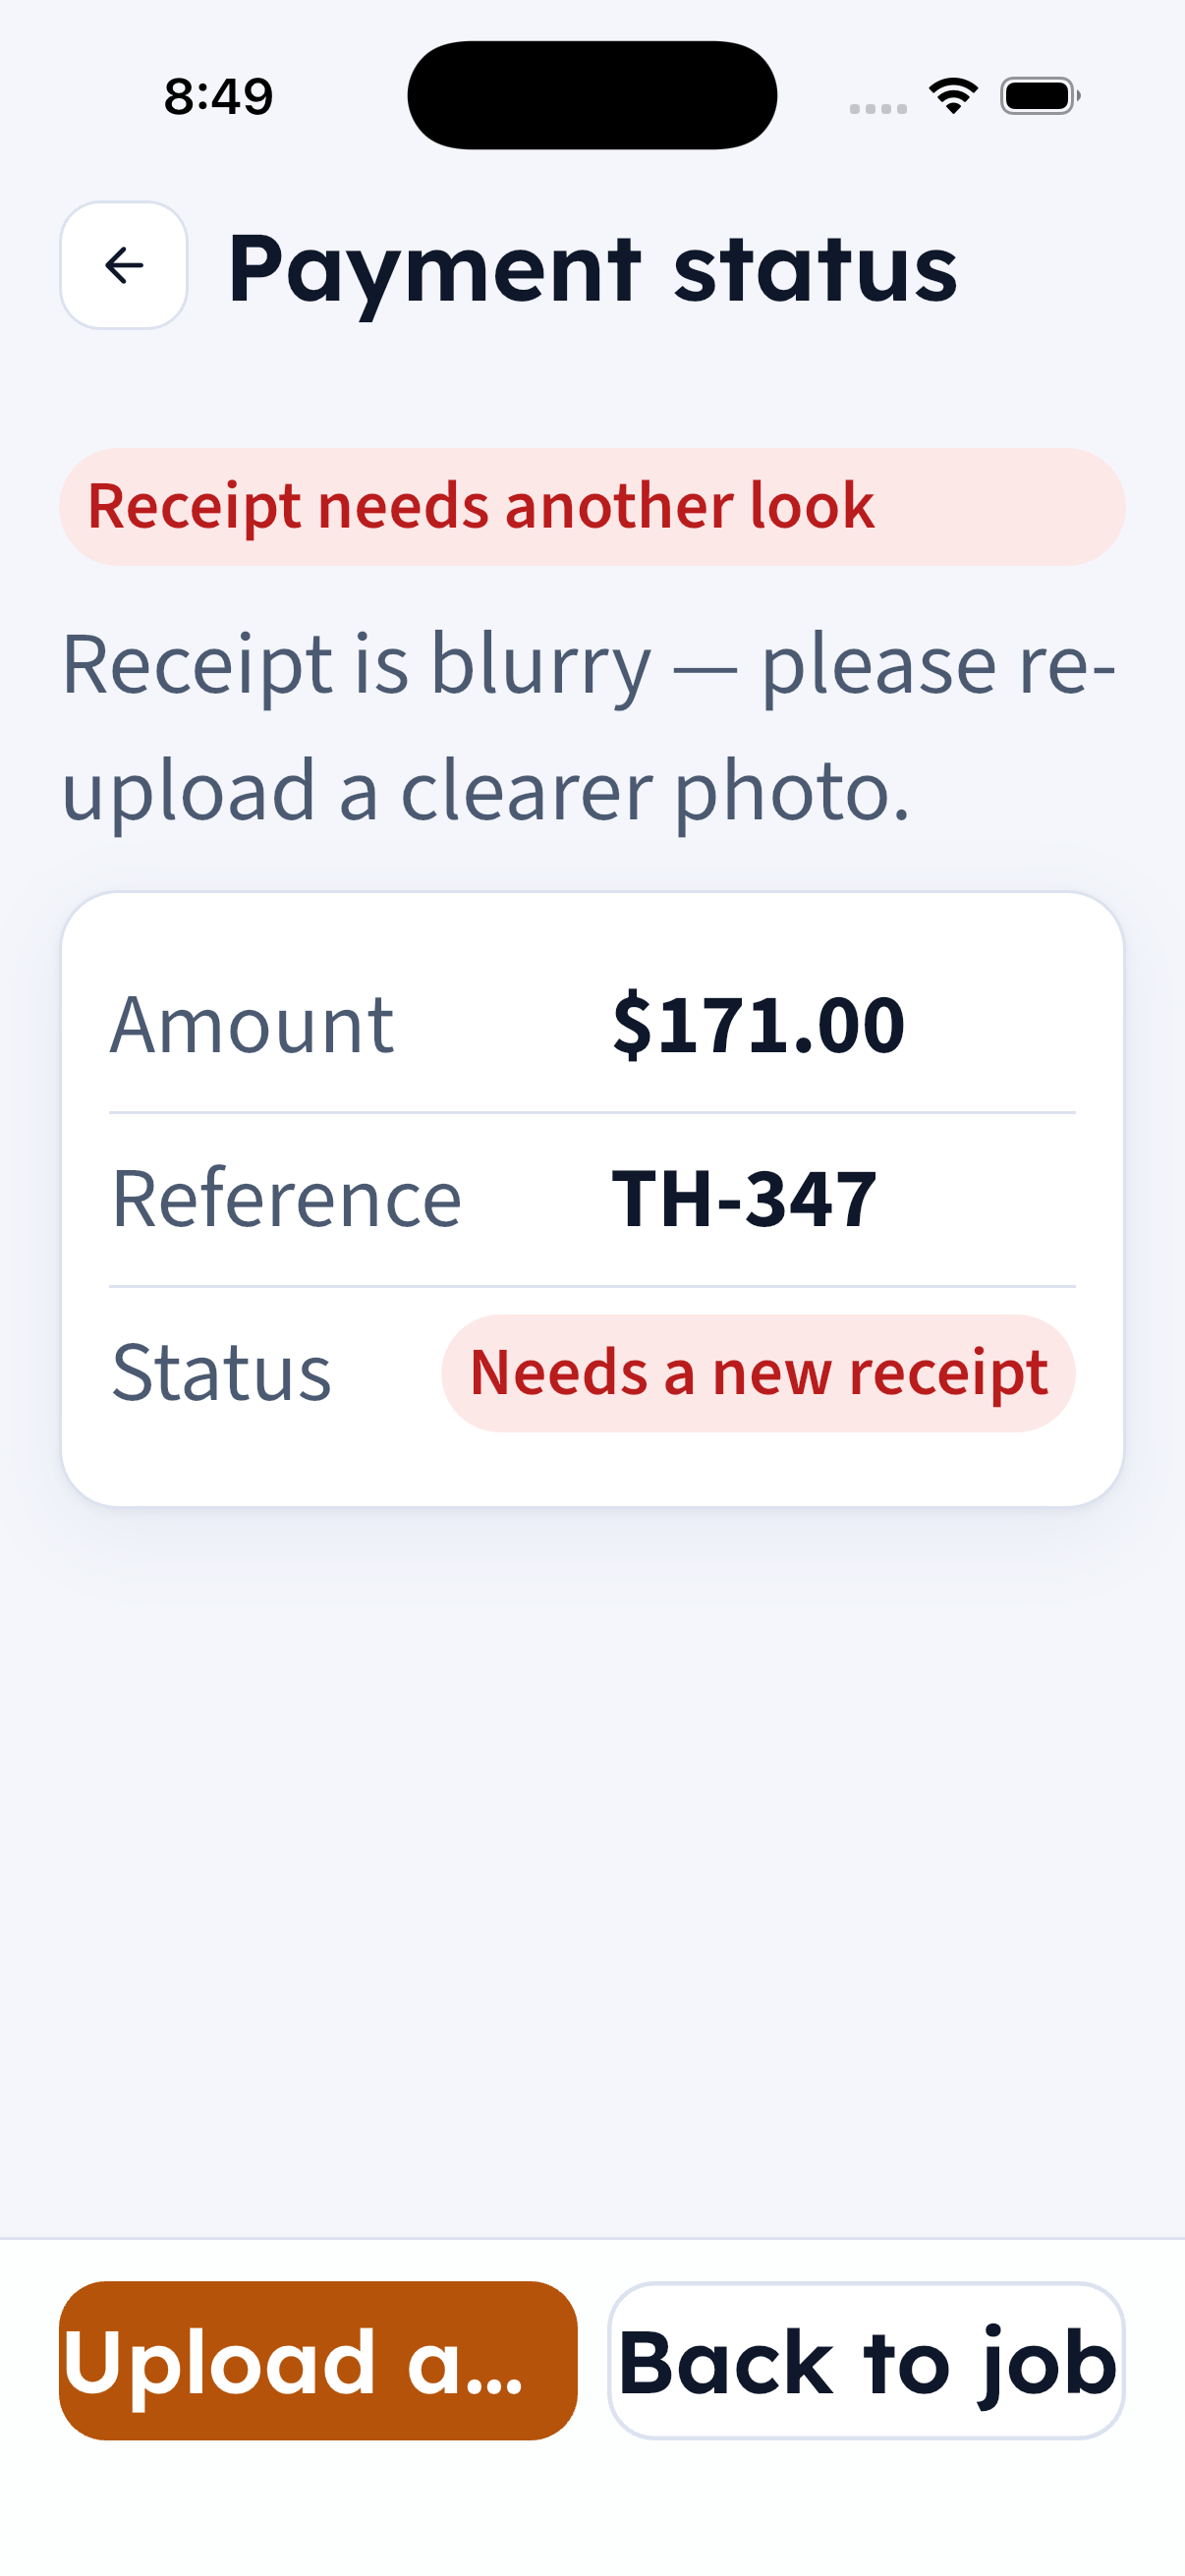 8:49
Payment status
Receipt needs another look
Receipt is blurry — please re-
upload a clearer photo.
Amount $171.00
Reference TH-347
Status Needs a new receipt
Upload a... Back to job